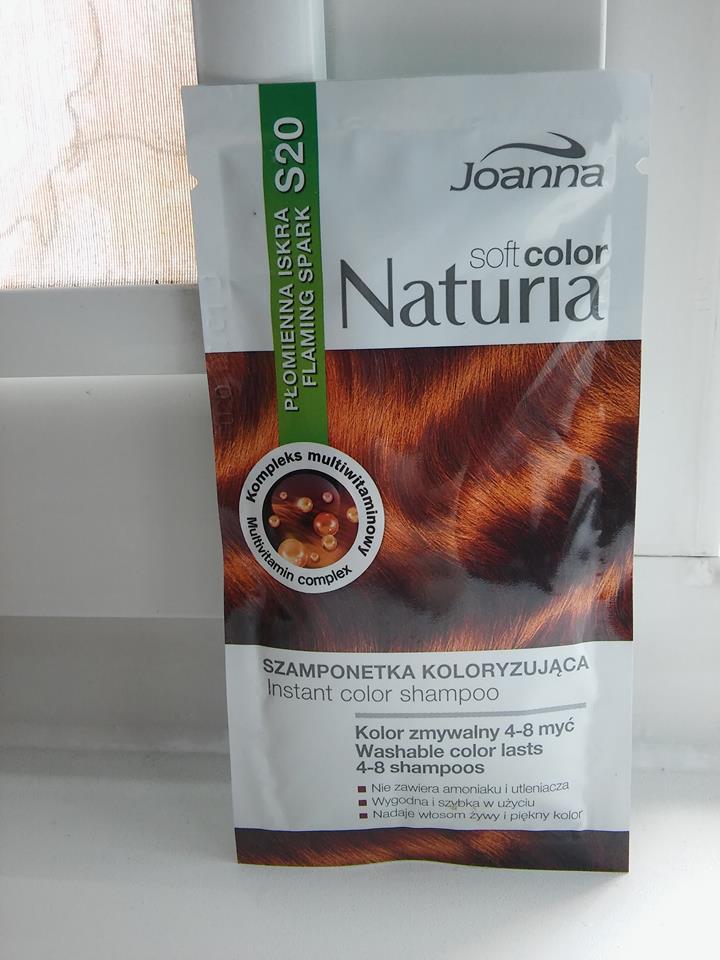 Joanna
soft color
Naturia
PŁOMIENNA ISKRA
FLAMING SPARK
S20
Kompleks multiwitaminowy
Multivitamin complex
SZAMPONETKA KOLORYZUJĄCA
Instant color shampoo
Kolor zmywalny 4-8 myć
Washable color lasts
4-8 shampoos
Nie zawiera amoniaku i utleniacza
Wygodna i szybka w użyciu
Nadaje włosom żywy i piękny kolor